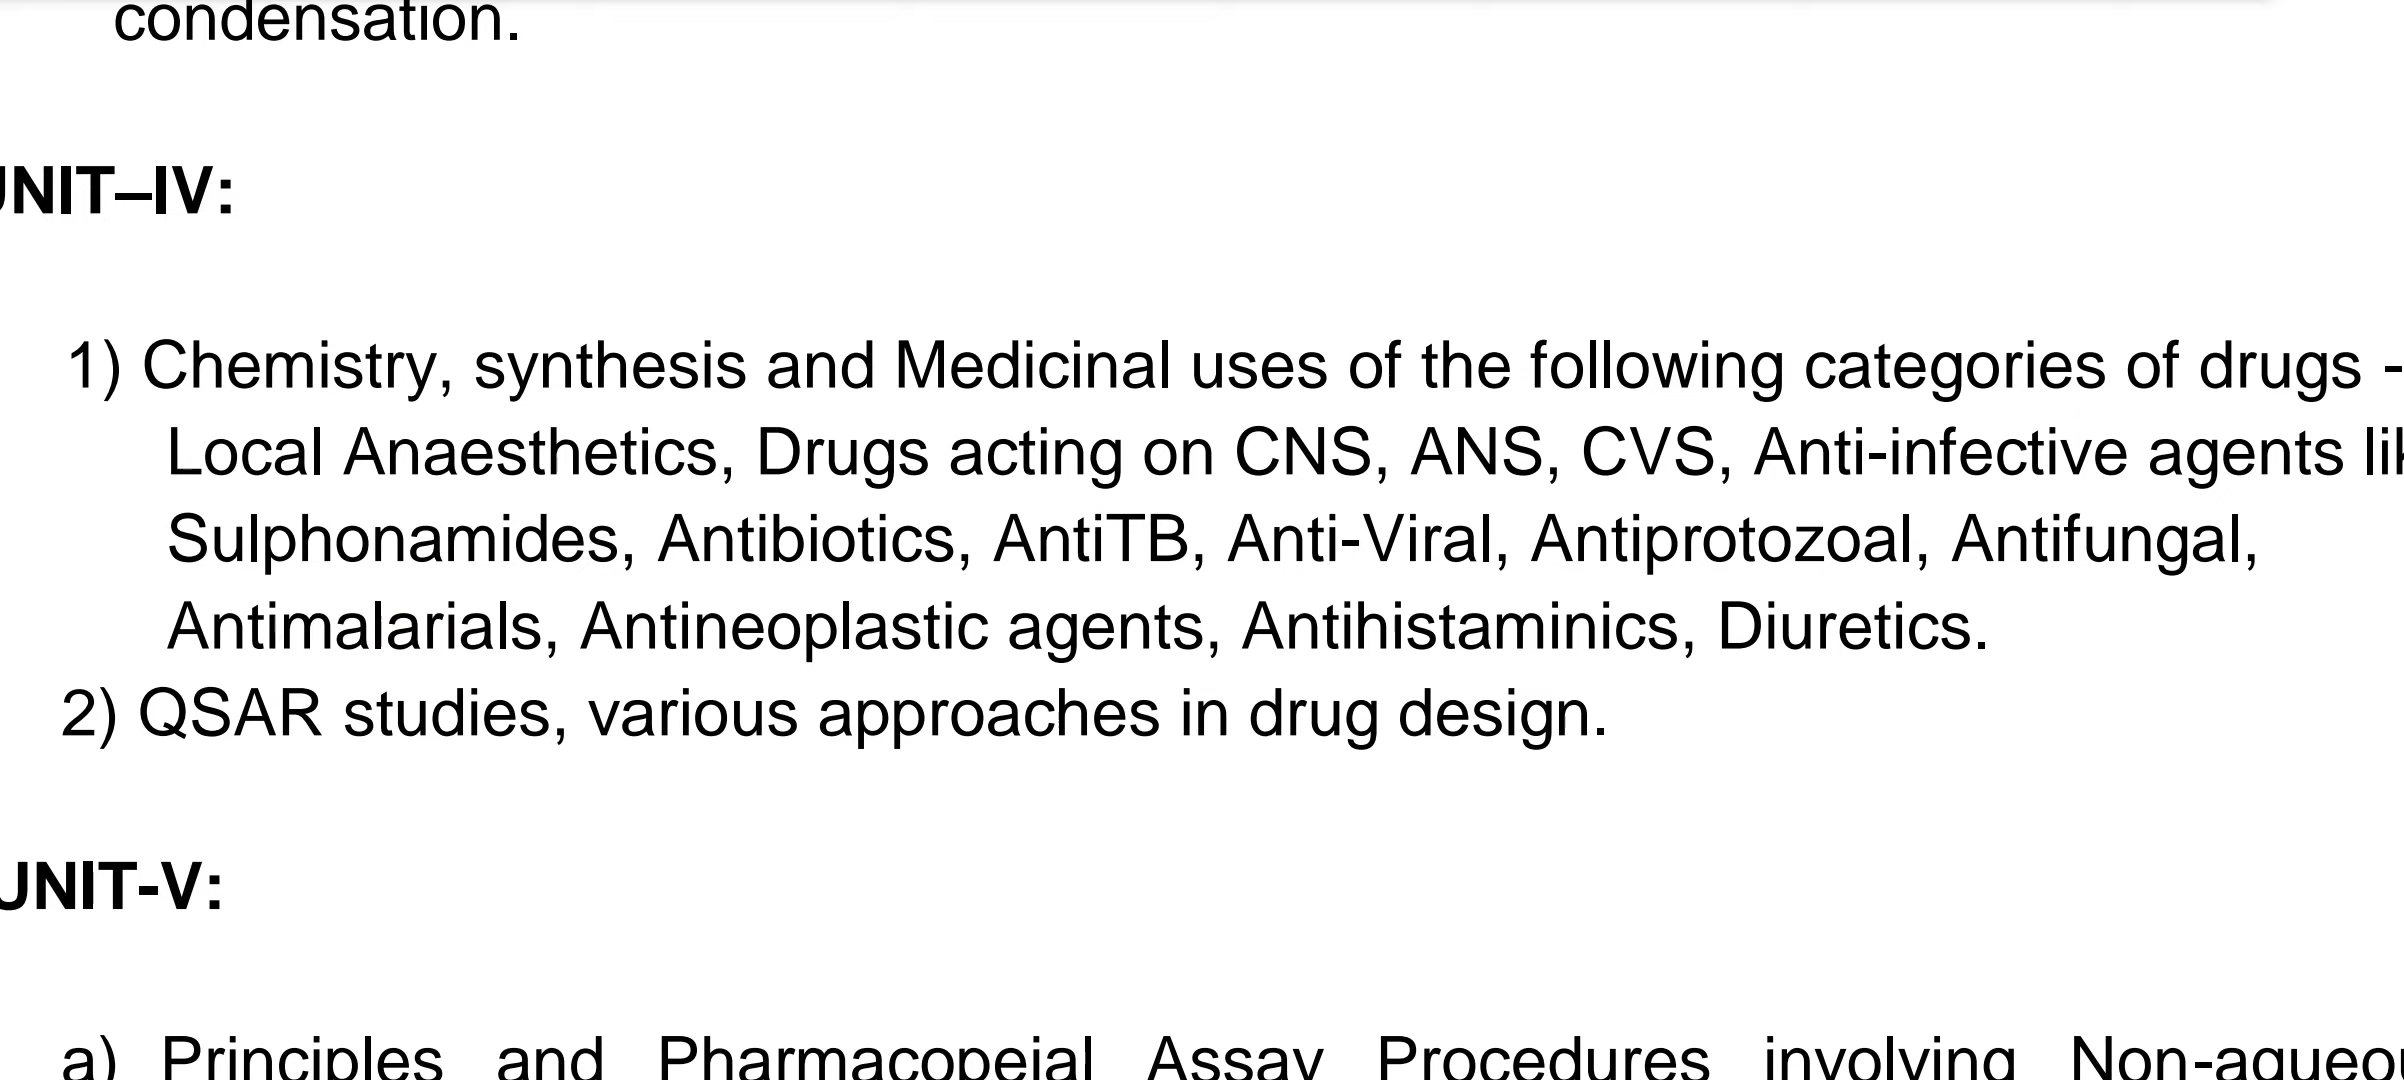 condensation.
UNIT–IV:
1) Chemistry, synthesis and Medicinal uses of the following categories of drugs -
Local Anaesthetics, Drugs acting on CNS, ANS, CVS, Anti-infective agents
Sulphonamides, Antibiotics, AntiTB, Anti-Viral, Antiprotozoal, Antifungal,
Antimalarials, Antineoplastic agents, Antihistaminics, Diuretics.
2) QSAR studies, various approaches in drug design.
UNIT-V:
a) Principles and Pharmacopeial Assay Procedures involving